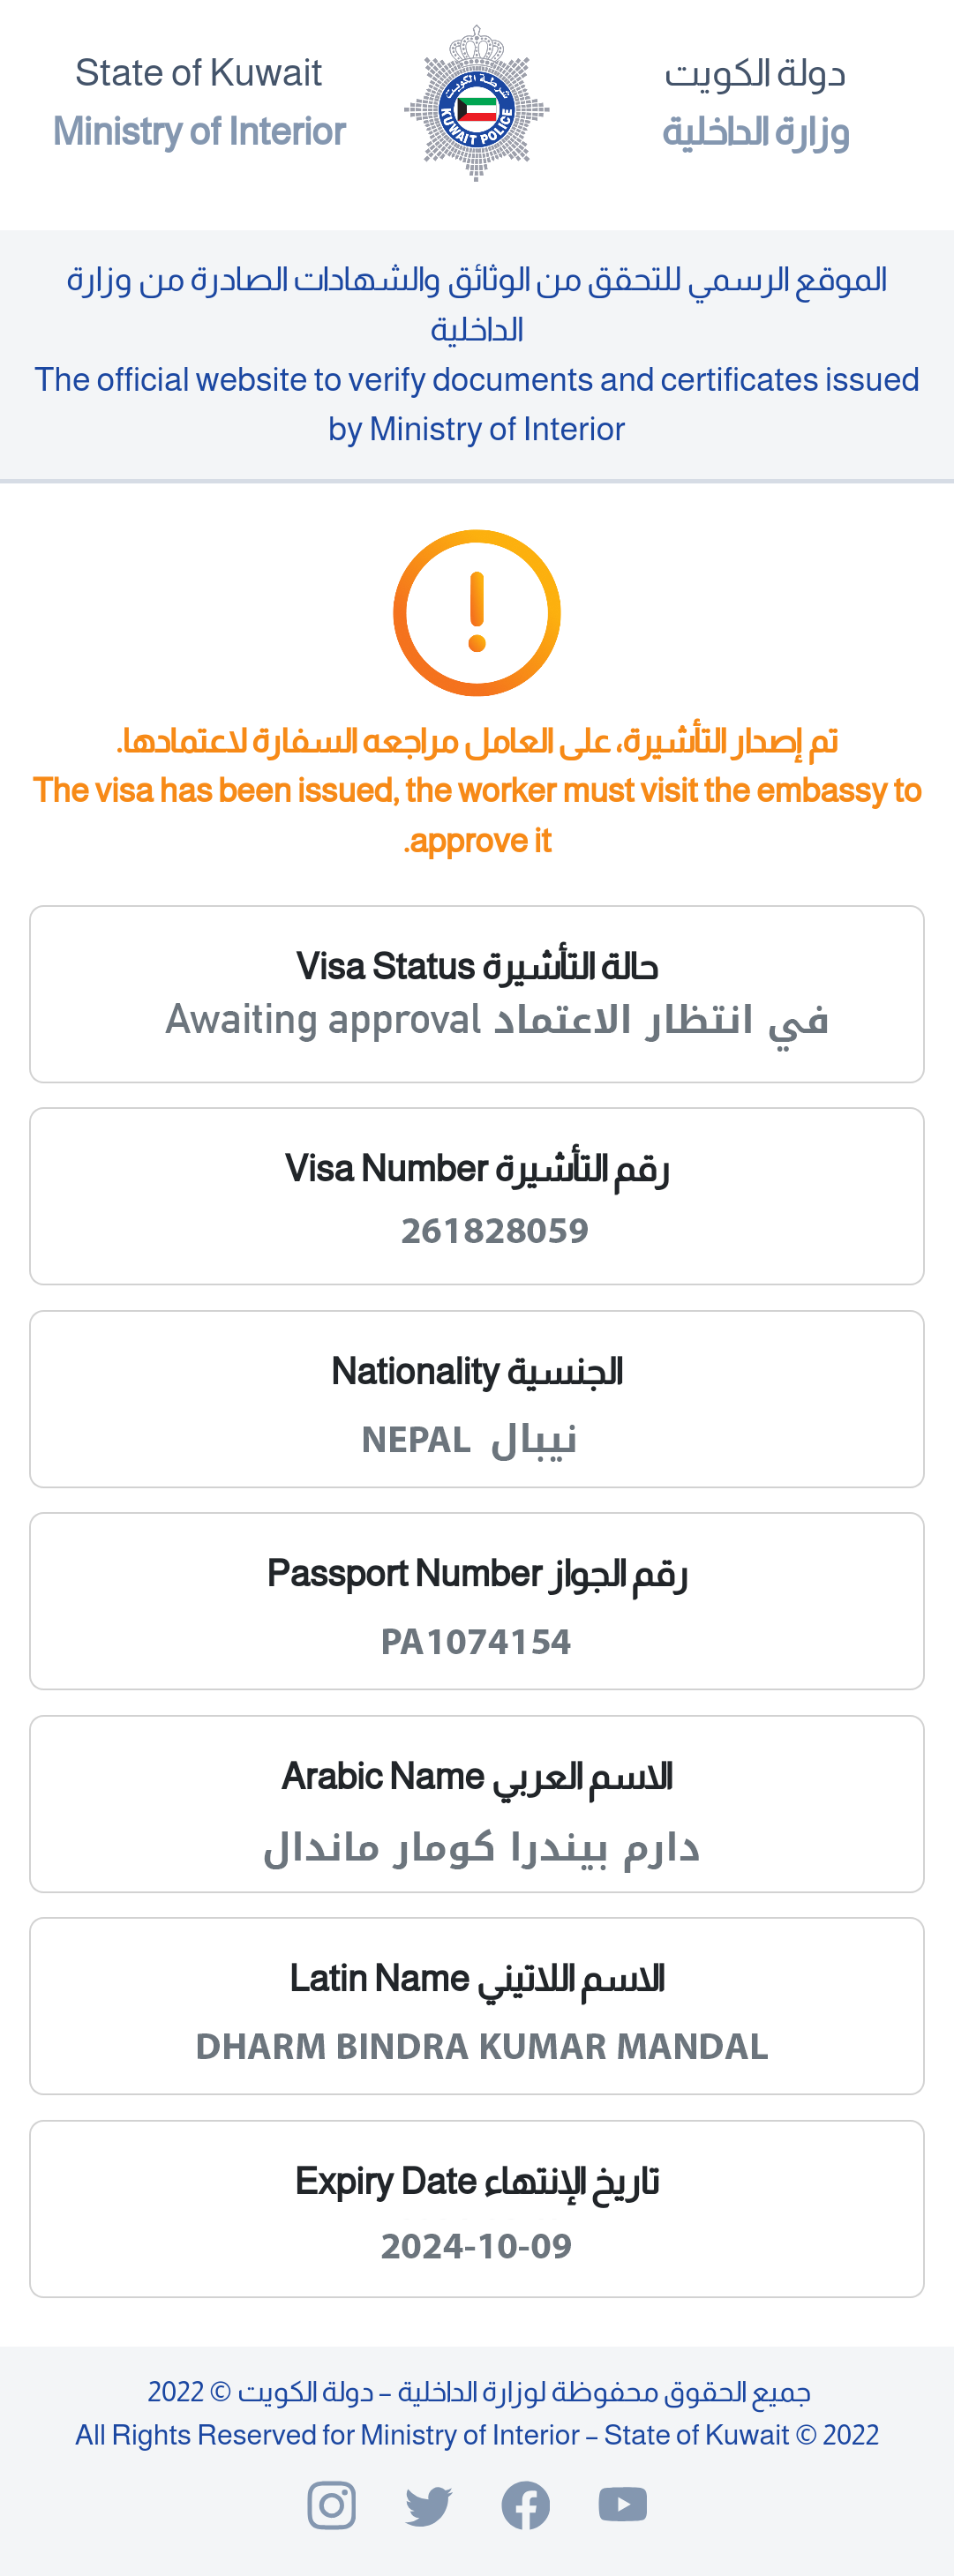 State of Kuwait
Ministry of Interior
شرطة الكويت
KUWAIT POLICE
دولة الكويت
وزارة الداخلية
الموقع الرسمي للتحقق من الوثائق والشهادات الصادرة من وزارة
الداخلية
The official website to verify documents and certificates issued
by Ministry of Interior
تم إصدار التأشيرة، على العامل مراجعه السفارة لاعتمادها.
The visa has been issued, the worker must visit the embassy to
.approve it
Visa Status حالة التأشيرة
Awaiting approval في انتظار الاعتماد
Visa Number رقم التأشيرة
261828059
Nationality الجنسية
NEPAL نيبال
Passport Number رقم الجواز
PA1074154
Arabic Name الاسم العربي
دارم بيندرا كومار ماندال
Latin Name الاسم اللاتيني
DHARM BINDRA KUMAR MANDAL
Expiry Date تاريخ الإنتهاء
2024-10-09
جميع الحقوق محفوظة لوزارة الداخلية – دولة الكويت © 2022
All Rights Reserved for Ministry of Interior – State of Kuwait © 2022